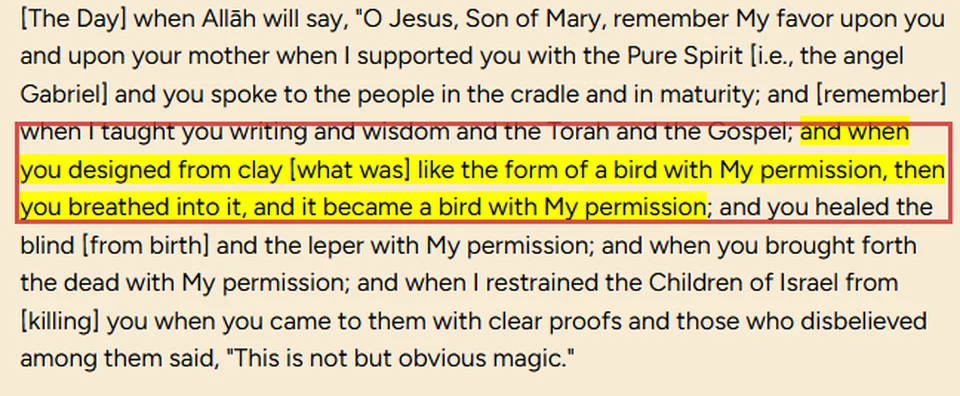 [The Day] when Allāh will say, "O Jesus, Son of Mary, remember My favor upon you
and upon your mother when I supported you with the Pure Spirit [i.e., the angel
Gabriel] and you spoke to the people in the cradle and in maturity; and [remember]
when I taught you writing and wisdom and the Torah and the Gospel; and when
you designed from clay [what was] like the form of a bird with My permission, then
you breathed into it, and it became a bird with My permission; and you healed the
blind [from birth] and the leper with My permission; and when you brought forth
the dead with My permission; and when I restrained the Children of Israel from
[killing] you when you came to them with clear proofs and those who disbelieved
among them said, "This is not but obvious magic."